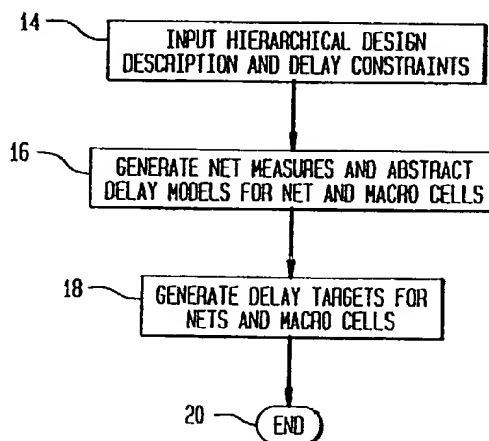 14
INPUT HIERARCHICAL DESIGN
DESCRIPTION AND DELAY CONSTRAINTS
16
GENERATE NET MEASURES AND ABSTRACT
DELAY MODELS FOR NET AND MACRO CELLS
18
GENERATE DELAY TARGETS FOR
NETS AND MACRO CELLS
20
END